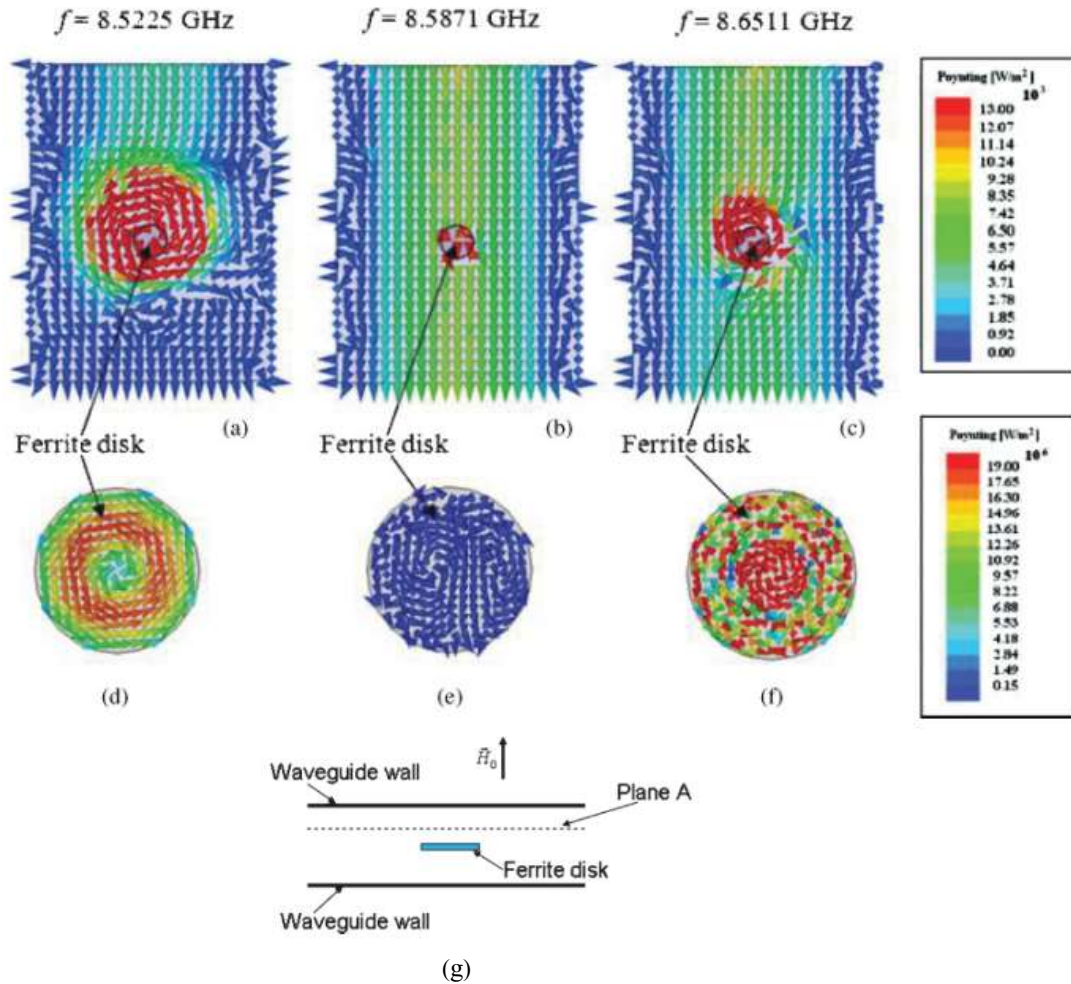 f = 8.5225 GHz
f = 8.5871 GHz
f = 8.6511 GHz
Poynting [W/m²]
10³
13.00
12.07
11.14
10.24
9.28
8.35
7.42
6.50
5.57
4.64
3.71
2.78
1.85
0.92
0.00
(a)
(b)
(c)
Ferrite disk
Ferrite disk
Ferrite disk
Poynting [W/m²]
10⁶
19.00
17.65
16.30
14.96
13.61
12.26
10.92
9.57
8.22
6.88
5.53
4.18
2.84
1.49
0.15
(d)
(e)
(f)
H̄₀
Waveguide wall
Plane A
Ferrite disk
Waveguide wall
(g)